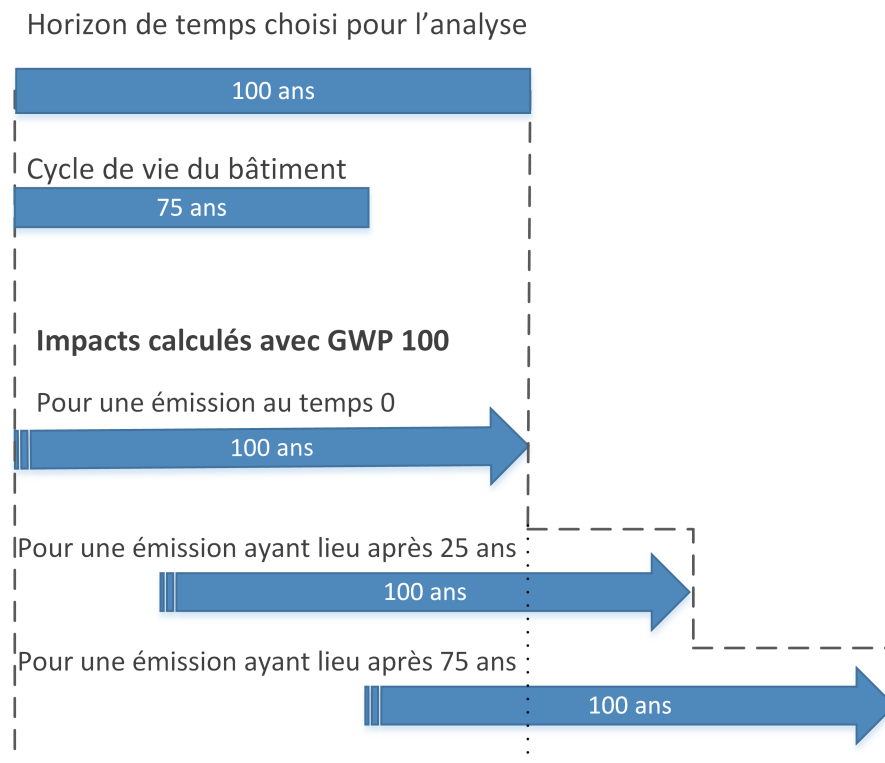 Horizon de temps choisi pour l’analyse
100 ans
Cycle de vie du bâtiment
75 ans
Impacts calculés avec GWP 100
Pour une émission au temps 0
100 ans
Pour une émission ayant lieu après 25 ans
100 ans
Pour une émission ayant lieu après 75 ans
100 ans